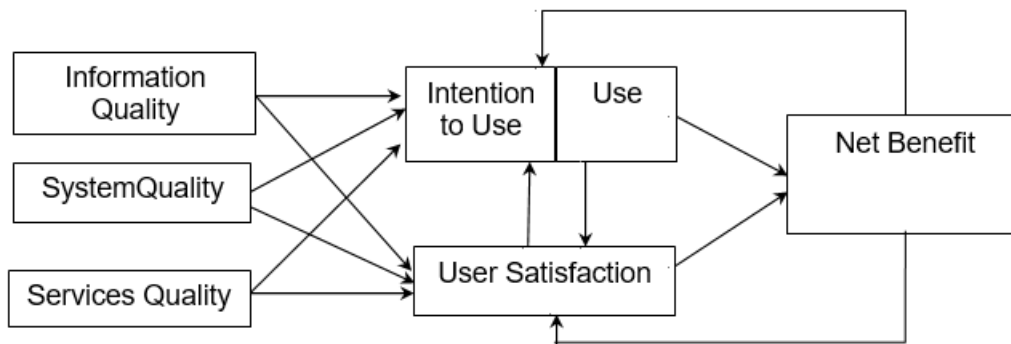 Information
Quality
SystemQuality
Services Quality
Intention
to Use
Use
User Satisfaction
Net Benefit